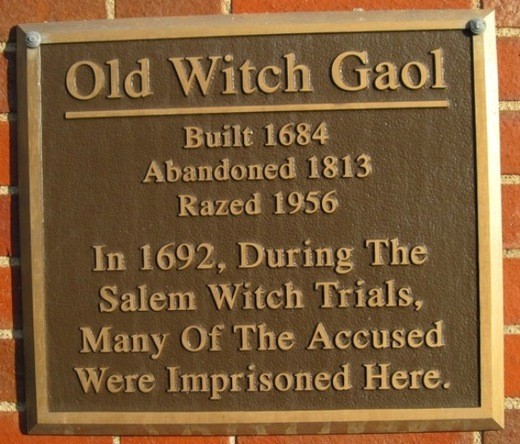 Old Witch Gaol
Built 1684
Abandoned 1813
Razed 1956
In 1692, During The
Salem Witch Trials,
Many Of The Accused
Were Imprisoned Here.